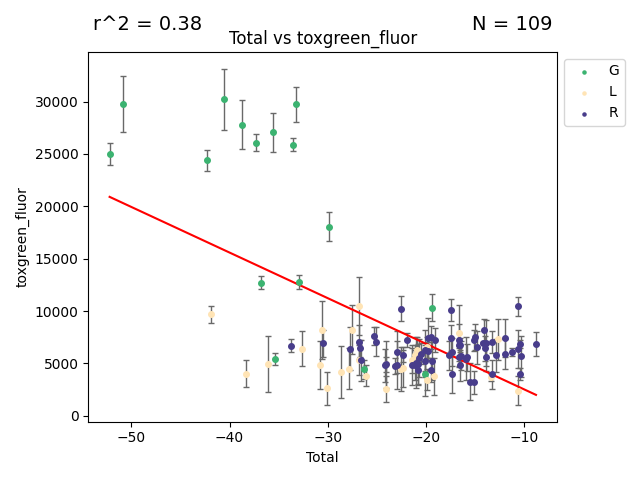 r^2 = 0.38 N = 109
Total vs toxgreen_fluor
G
L
R
30000
25000
20000
15000
10000
5000
0
toxgreen_fluor
−50 −40 −30 −20 −10
Total